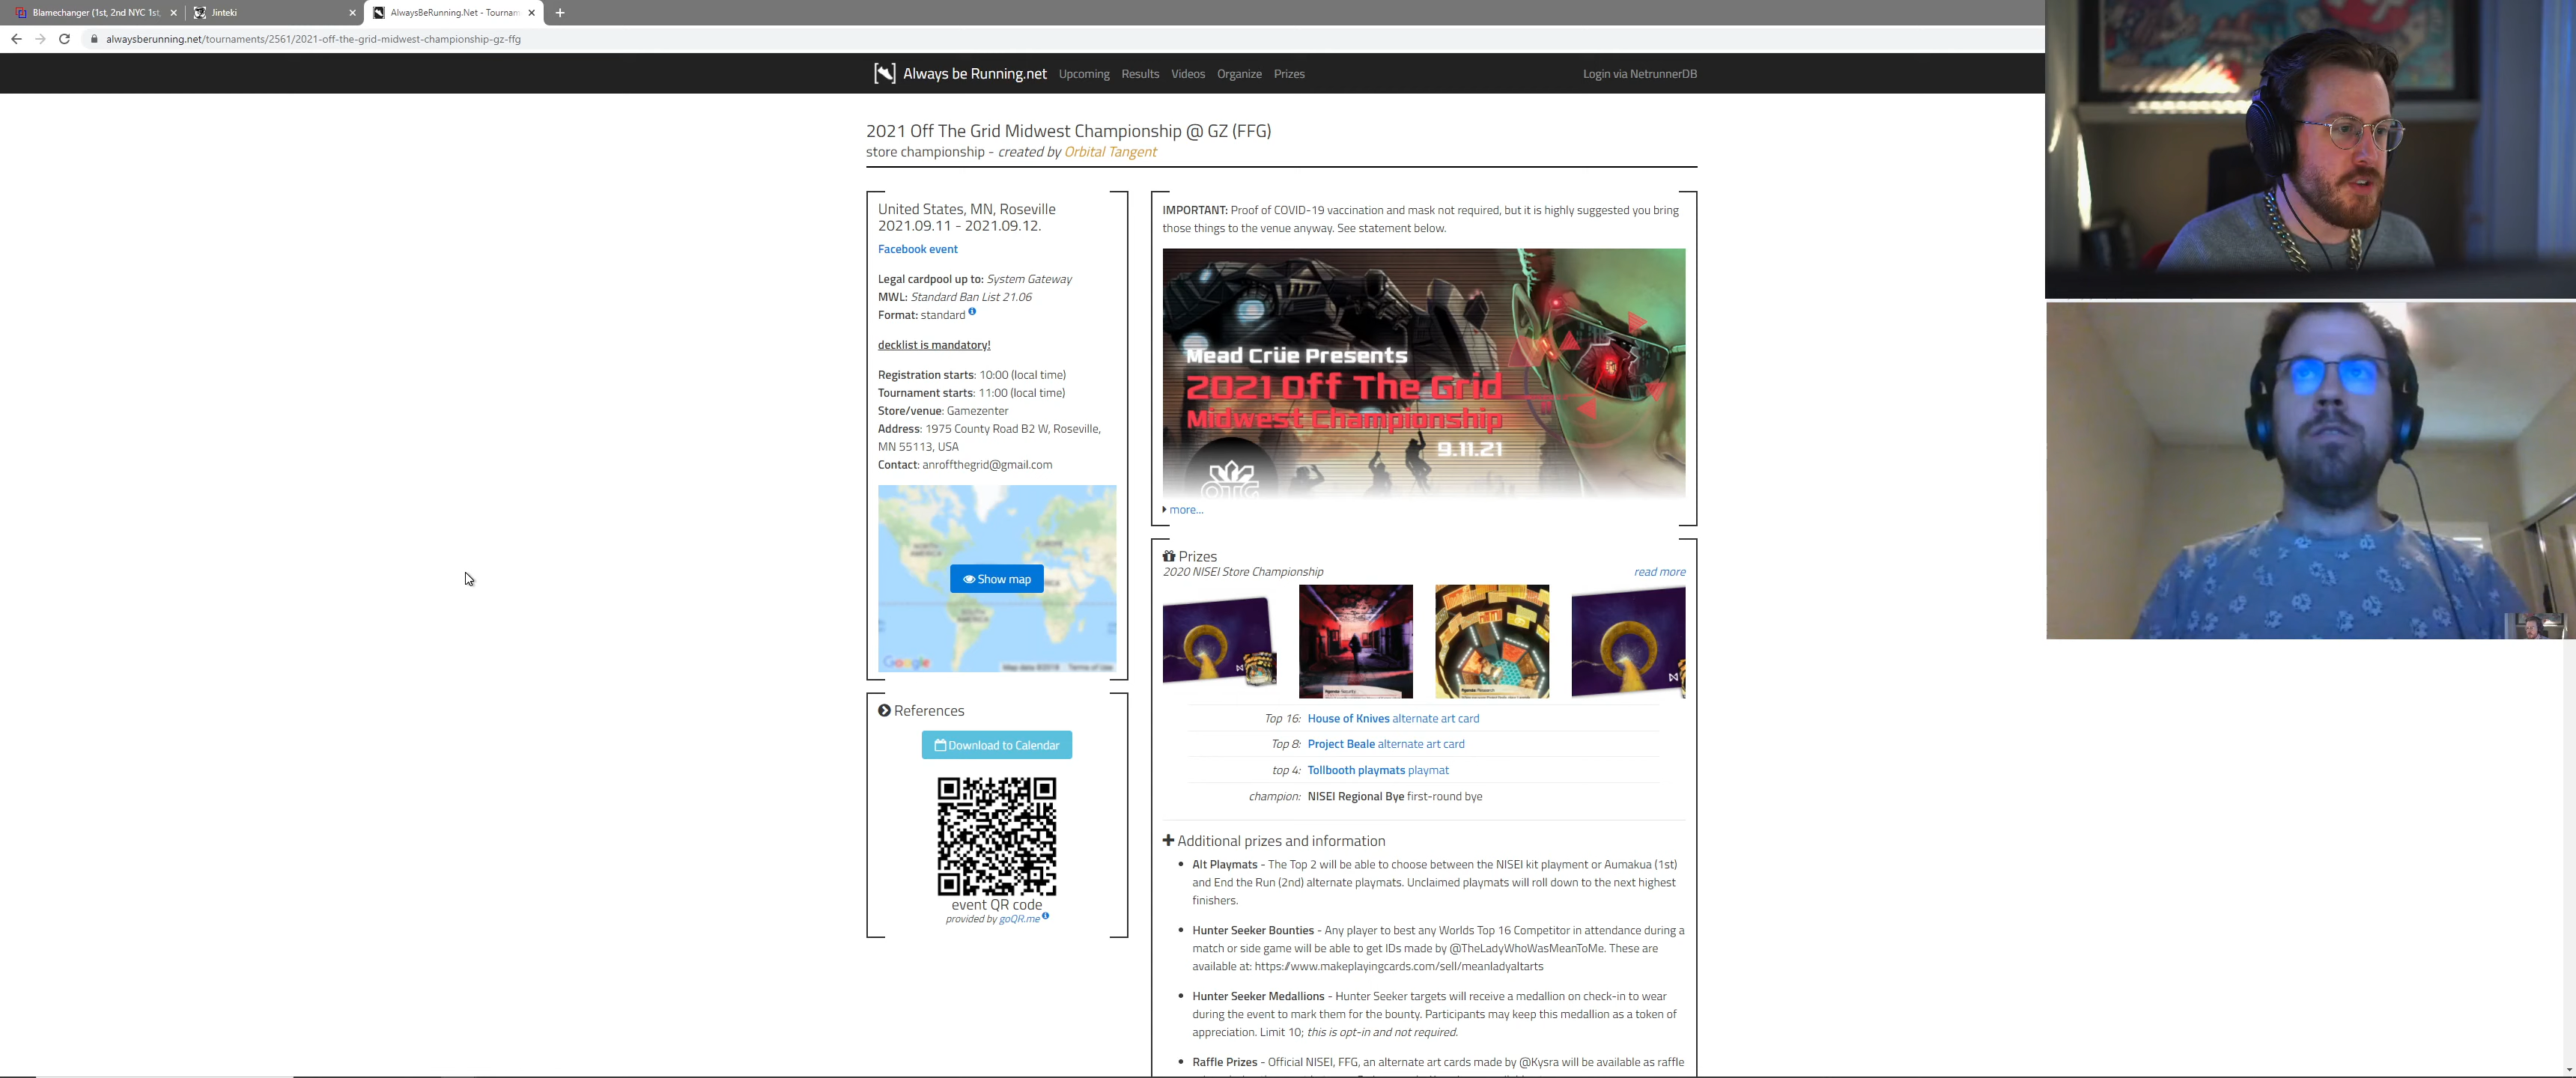 Blamechanger (1st, 2nd NYC 1st,
Jinteki
AlwaysBeRunning.Net - Tournam
alwaysberunning.net/tournaments/2561/2021-off-the-grid-midwest-championship-gz-ffg
Always be Running.net Upcoming Results Videos Organize Prizes Login via NetrunnerDB
2021 Off The Grid Midwest Championship @ GZ (FFG)
store championship - created by Orbital Tangent
United States, MN, Roseville
2021.09.11 - 2021.09.12.
Facebook event
Legal cardpool up to: System Gateway
MWL: Standard Ban List 21.06
Format: standard
decklist is mandatory!
Registration starts: 10:00 (local time)
Tournament starts: 11:00 (local time)
Store/venue: Gamezenter
Address: 1975 County Road B2 W, Roseville,
MN 55113, USA
Contact: anroffthegrid@gmail.com
Show map
Google
Map data ©2018 Terms of Use
References
Download to Calendar
event QR code
provided by goQR.me
IMPORTANT: Proof of COVID-19 vaccination and mask not required, but it is highly suggested you bring
those things to the venue anyway. See statement below.
Mead Crüe Presents
2021 Off The Grid
Midwest Championship
9.11.21
OTG
more...
Prizes
2020 NISEI Store Championship read more
Top 16: House of Knives alternate art card
Top 8: Project Beale alternate art card
top 4: Tollbooth playmats playmat
champion: NISEI Regional Bye first-round bye
Additional prizes and information
Alt Playmats - The Top 2 will be able to choose between the NISEI kit playment or Aumakua (1st)
and End the Run (2nd) alternate playmats. Unclaimed playmats will roll down to the next highest
finishers.
Hunter Seeker Bounties - Any player to best any Worlds Top 16 Competitor in attendance during a
match or side game will be able to get IDs made by @TheLadyWhoWasMeanToMe. These are
available at: https://www.makeplayingcards.com/sell/meanladyaltarts
Hunter Seeker Medallions - Hunter Seeker targets will receive a medallion on check-in to wear
during the event to mark them for the bounty. Participants may keep this medallion as a token of
appreciation. Limit 10; this is opt-in and not required.
Raffle Prizes - Official NISEI, FFG, an alternate art cards made by @Kysra will be available as raffle